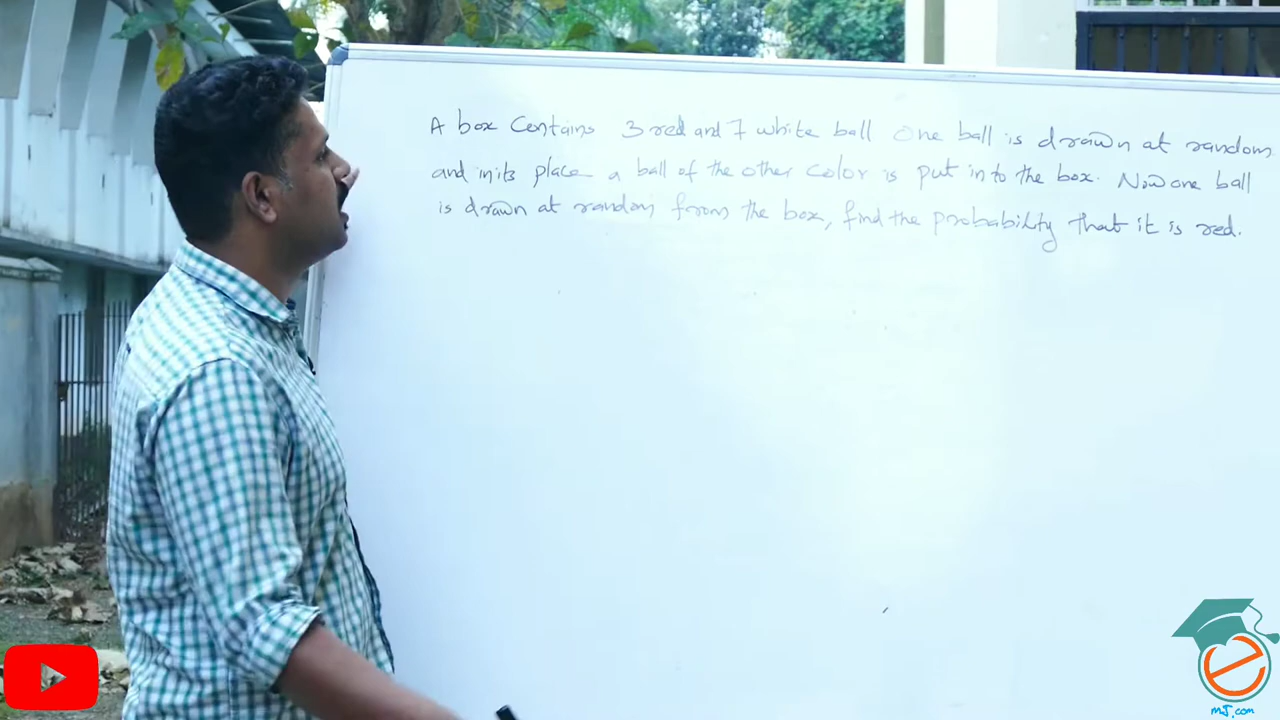 A box Contains 3 red and 7 white ball One ball is drawn at random
and in its place a ball of the other color is put in to the box. Now one ball
is drawn at random from the box, find the probability that it is red.
e
mJ.com